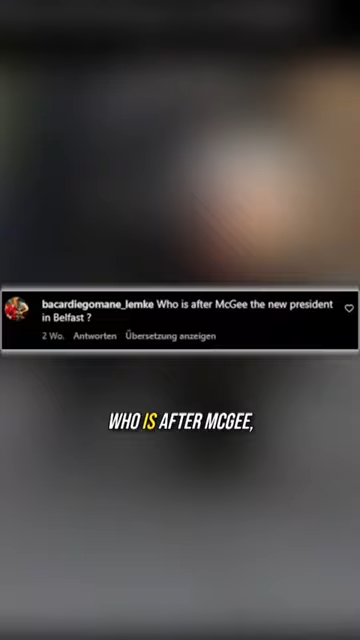 bacardiegomane_lemke Who is after McGee the new president
in Belfast ?
2 Wo. Antworten Übersetzung anzeigen
WHO IS AFTER MCGEE,